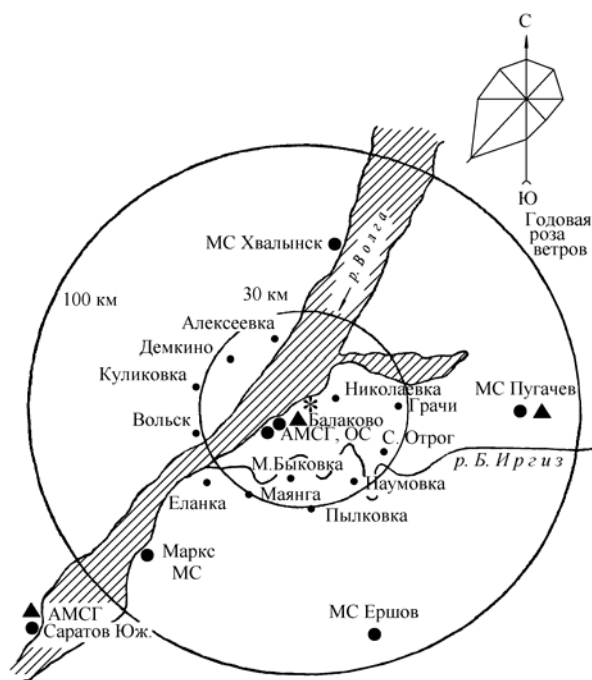 С
Ю
Годовая
роза
ветров
МС Хвалынск
р. Волга
100 км
30 км
Алексеевка
Демкино
Куликовка
Николаевка
МС Пугачев
Грачи
Вольск
Балаково
АМСГ, ОС
С. Отрог
М.Быковка
р. Б. Иргиз
Наумовка
Еланка
Маянга
Пылковка
Маркс
МС
АМСГ
Саратов Юж.
МС Ершов